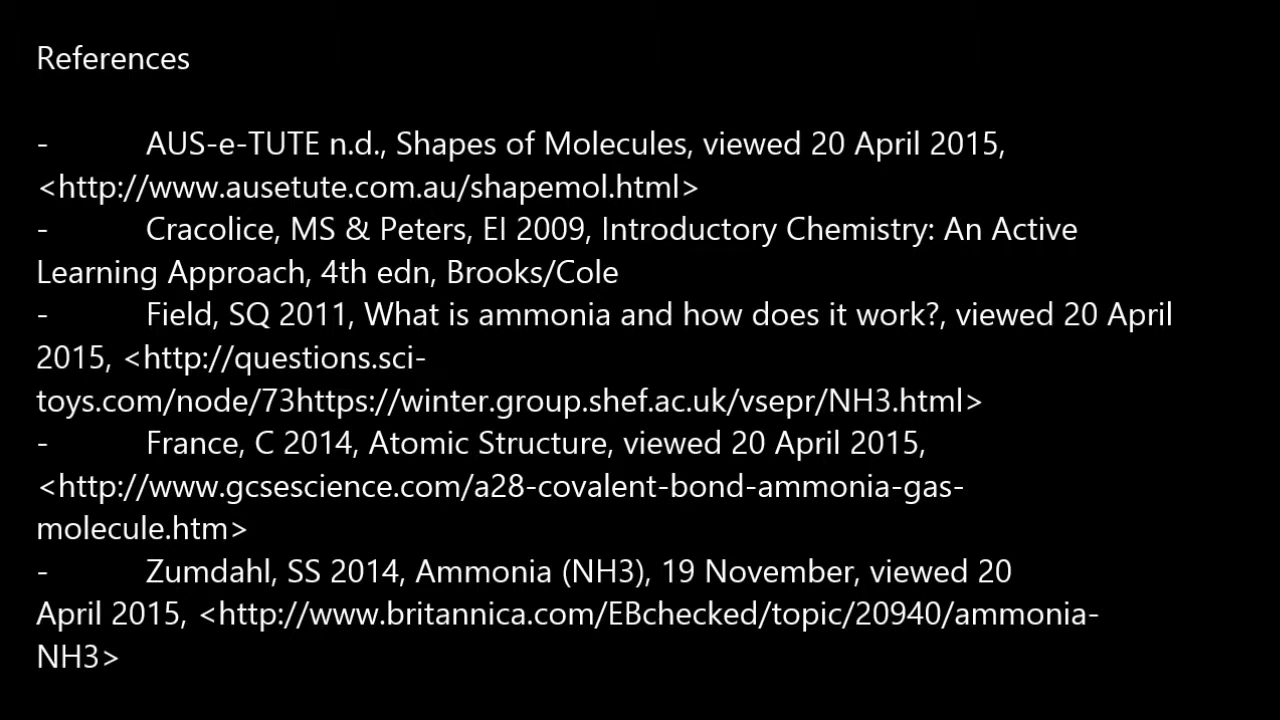 References
- AUS-e-TUTE n.d., Shapes of Molecules, viewed 20 April 2015,
<http://www.ausetute.com.au/shapemol.html>
- Cracolice, MS & Peters, EI 2009, Introductory Chemistry: An Active
Learning Approach, 4th edn, Brooks/Cole
- Field, SQ 2011, What is ammonia and how does it work?, viewed 20 April
2015, <http://questions.sci-
toys.com/node/73https://winter.group.shef.ac.uk/vsepr/NH3.html>
- France, C 2014, Atomic Structure, viewed 20 April 2015,
<http://www.gcsescience.com/a28-covalent-bond-ammonia-gas-
molecule.htm>
- Zumdahl, SS 2014, Ammonia (NH3), 19 November, viewed 20
April 2015, <http://www.britannica.com/EBchecked/topic/20940/ammonia-
NH3>